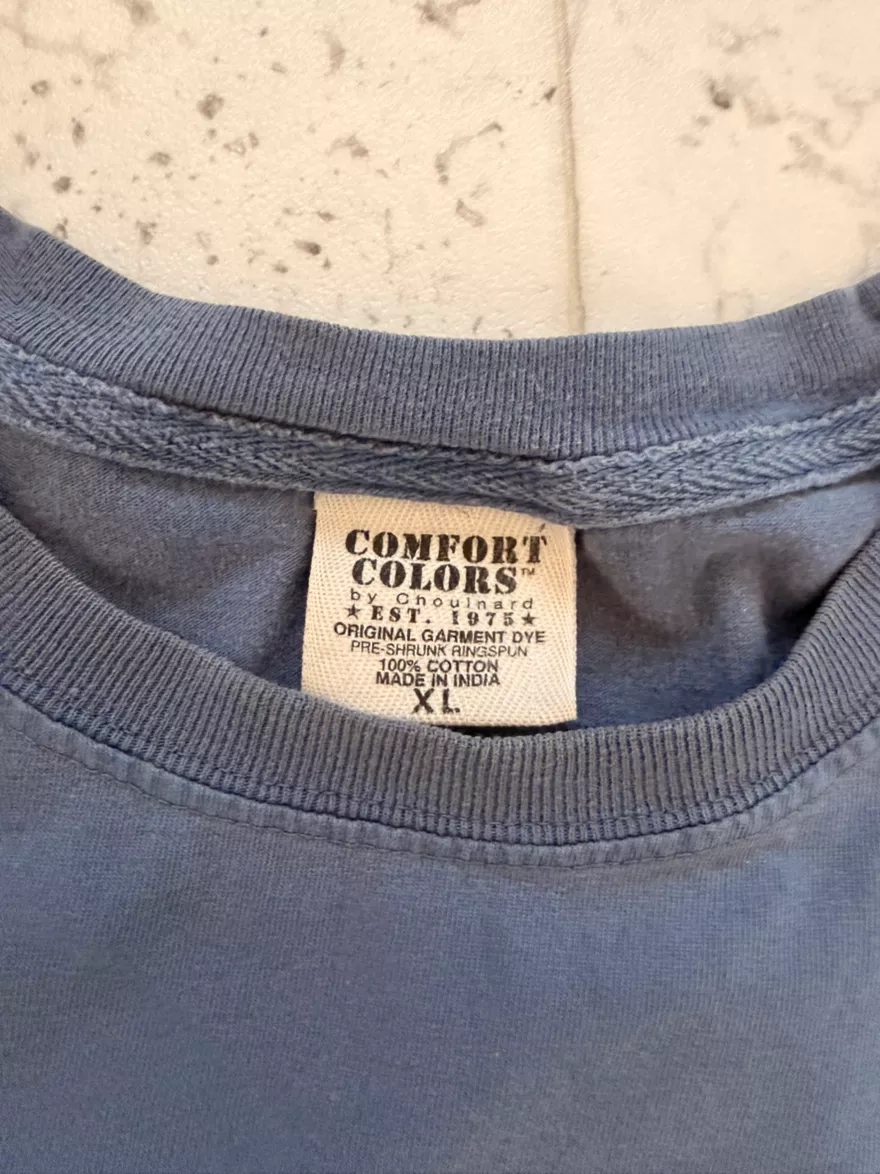 COMFORT
COLORS™
by Chouinard
★ EST. 1975 ★
ORIGINAL GARMENT DYE
PRE-SHRUNK RINGSPUN
100% COTTON
MADE IN INDIA
XL